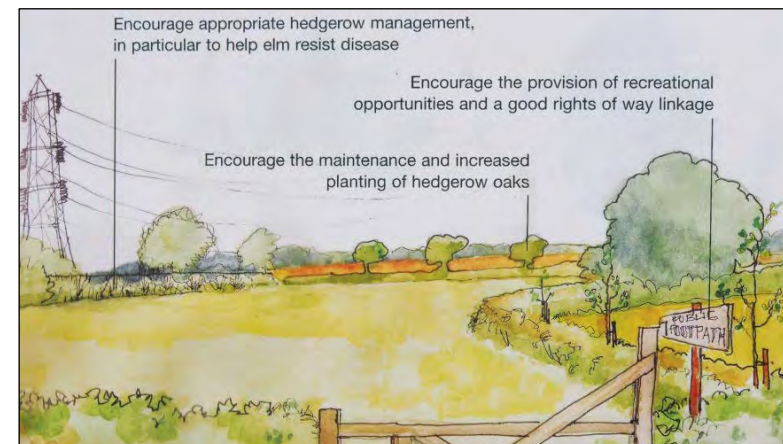 Encourage appropriate hedgerow management,
in particular to help elm resist disease
Encourage the provision of recreational
opportunities and a good rights of way linkage
Encourage the maintenance and increased
planting of hedgerow oaks
PUBLIC
FOOTPATH